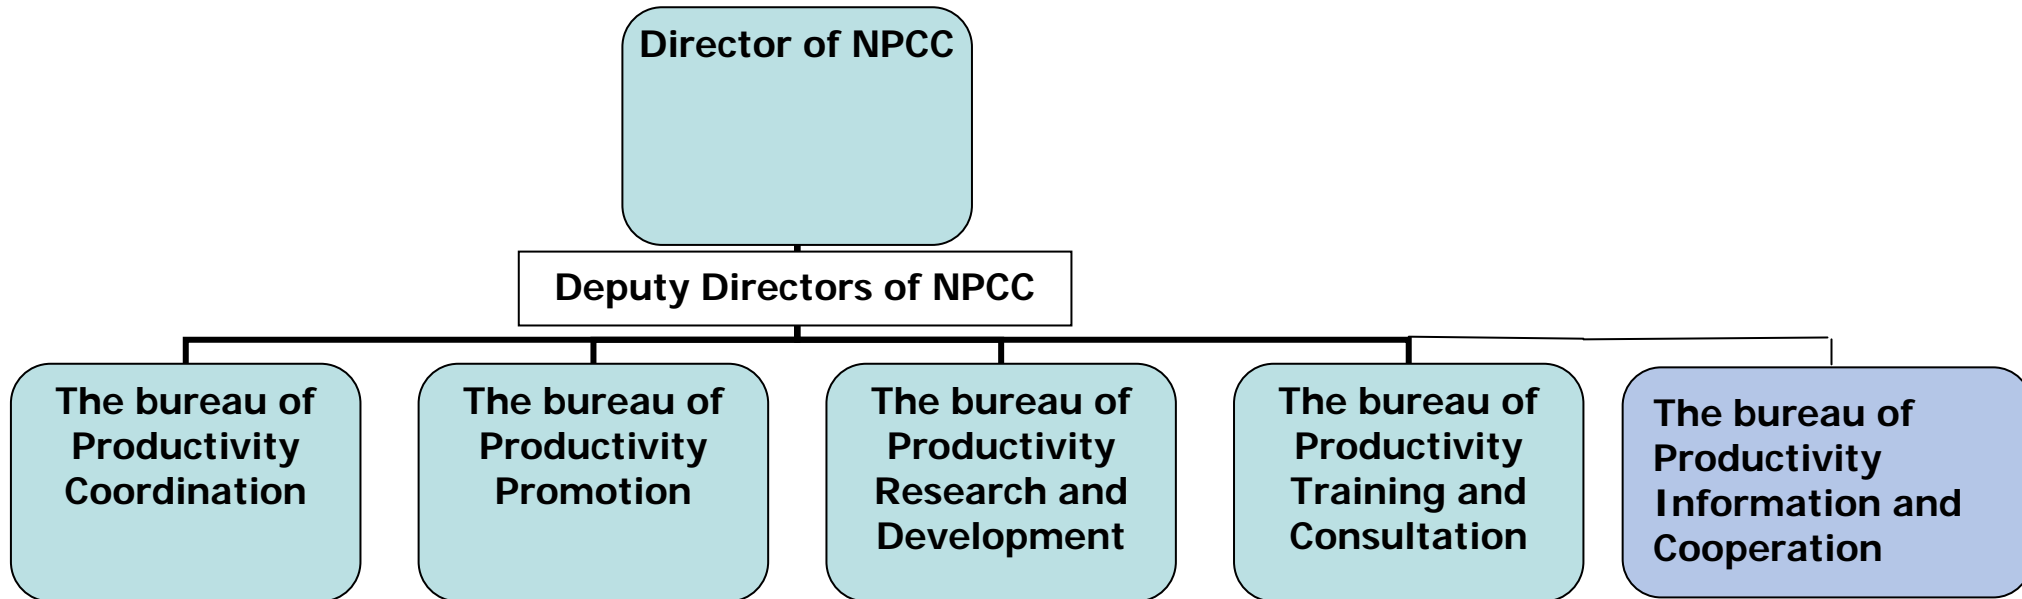 Director of NPCC
Deputy Directors of NPCC
The bureau of
Productivity
Coordination
The bureau of
Productivity
Promotion
The bureau of
Productivity
Research and
Development
The bureau of
Productivity
Training and
Consultation
The bureau of
Productivity
Information and
Cooperation